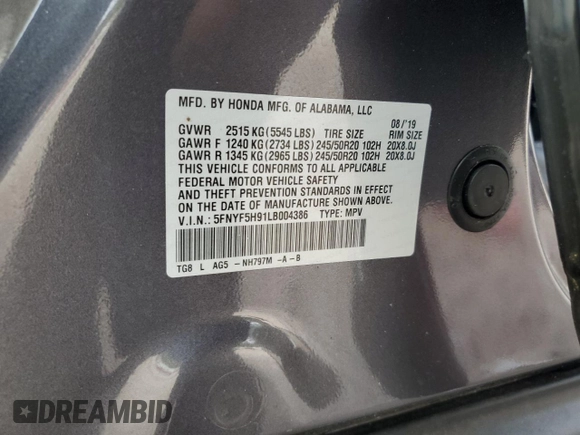 MFD. BY HONDA MFG. OF ALABAMA, LLC
08/'19
GVWR 2515 KG (5545 LBS) TIRE SIZE RIM SIZE
GAWR F 1240 KG (2734 LBS) 245/50R20 102H 20X8.0J
GAWR R 1345 KG (2965 LBS) 245/50R20 102H 20X8.0J
THIS VEHICLE CONFORMS TO ALL APPLICABLE
FEDERAL MOTOR VEHICLE SAFETY
AND THEFT PREVENTION STANDARDS IN EFFECT
ON THE DATE OF MANUFACTURE SHOWN ABOVE.
V.I.N.: 5FNYF5H91LB004386 TYPE: MPV
TG8 L AG5 - NH797M -A-B
DREAMBID